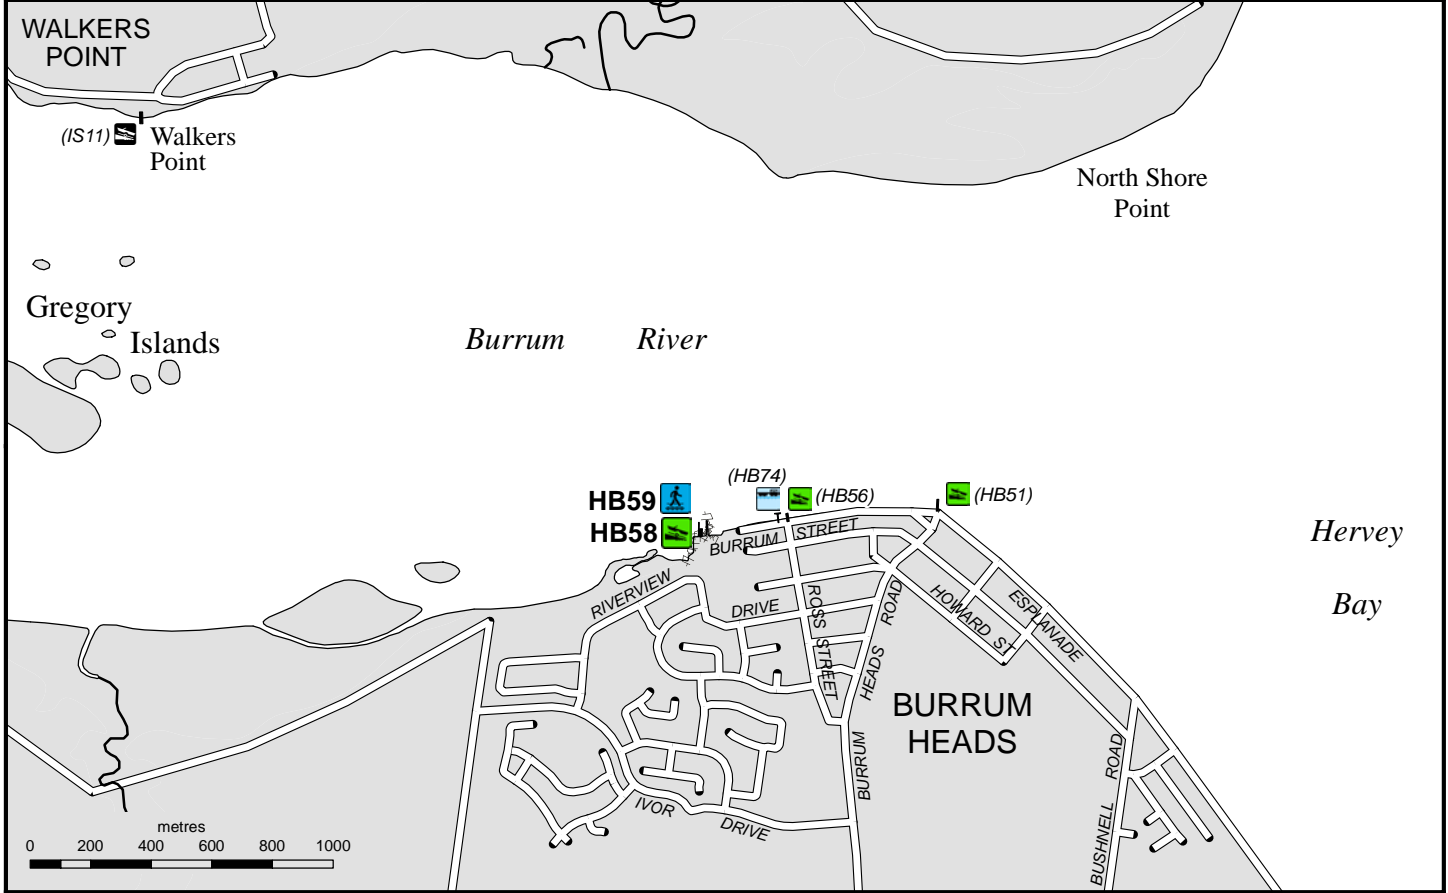 WALKERS
POINT
(IS11)
Walkers
Point
North Shore
Point
Gregory
Islands
Burrum River
Hervey
Bay
(HB74)
HB59
(HB56)
(HB51)
HB58
BURRUM STREET
RIVERVIEW DRIVE
ROSS STREET
BURRUM HEADS ROAD
HOWARD ST
ESPLANADE
BURRUM
HEADS
IVOR DRIVE
BUSHNELL ROAD
metres
0 200 400 600 800 1000